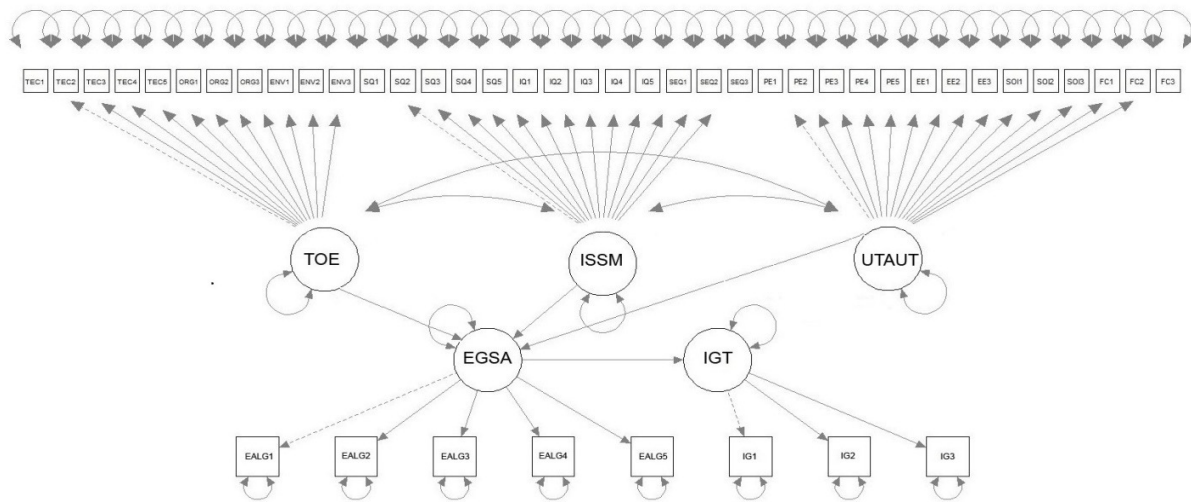 TEC1 TEC2 TEC3 TEC4 TEC5 ORG1 ORG2 ORG3 ENV1 ENV2 ENV3 SQ1 SQ2 SQ3 SQ4 SQ5 IQ1 IQ2 IQ3 IQ4 IQ5 SEQ1 SEQ2 SEQ3 PE1 PE2 PE3 PE4 PE5 EE1 EE2 EE3 SOI1 SOI2 SOI3 FC1 FC2 FC3
TOE ISSM UTAUT
EGSA IGT
EALG1 EALG2 EALG3 EALG4 EALG5 IG1 IG2 IG3